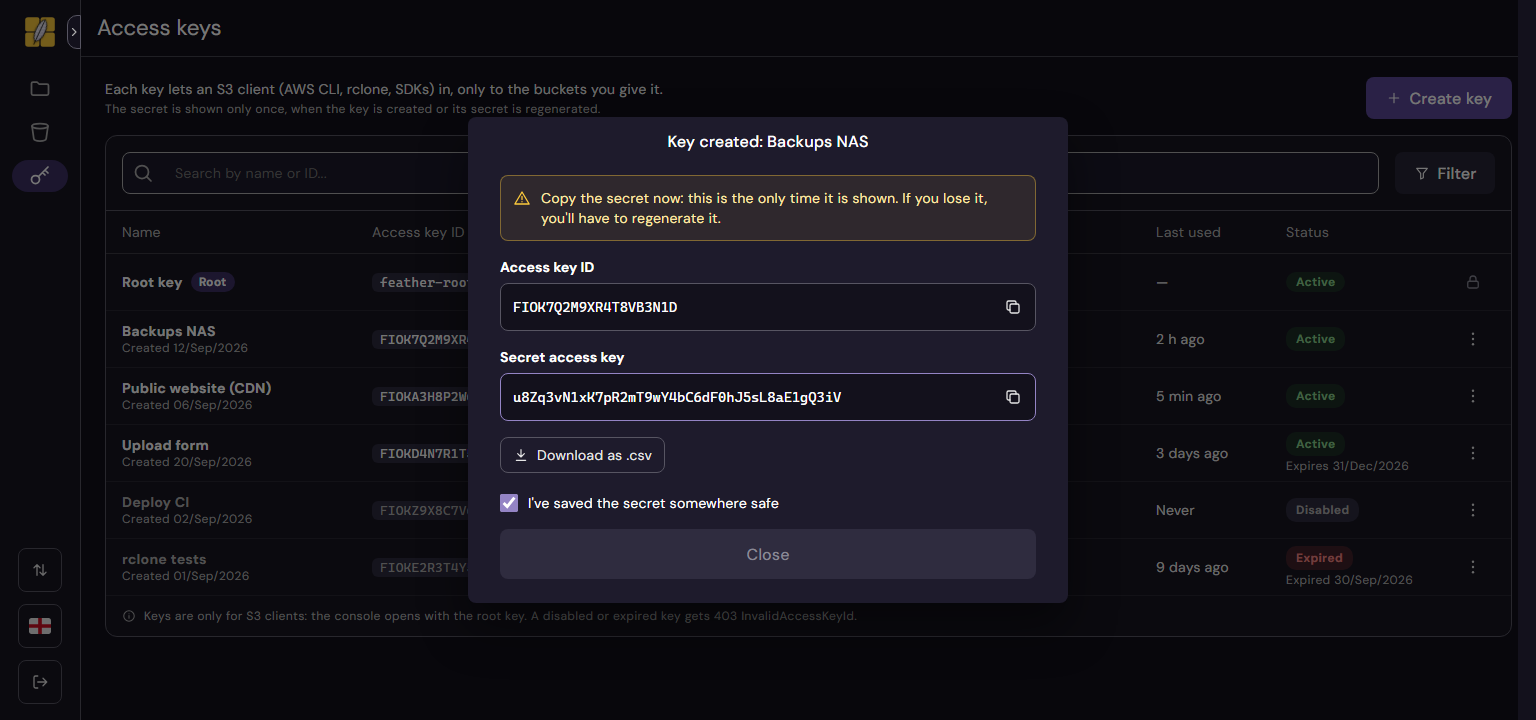 Access keys
Each key lets an S3 client (AWS CLI, rclone, SDKs) in, only to the buckets you give it.
The secret is shown only once, when the key is created or its secret is regenerated.
+ Create key
Search by name or ID...
Filter
Name
Access key ID
Last used
Status
Root key
Root
feather-roo
—
Active
Backups NAS
Created 12/Sep/2026
FIOK7Q2M9XR
2 h ago
Active
Public website (CDN)
Created 06/Sep/2026
FIOKA3H8P2W
5 min ago
Active
Upload form
Created 20/Sep/2026
FIOKD4N7R1T
3 days ago
Active
Expires 31/Dec/2026
Deploy CI
Created 02/Sep/2026
FIOKZ9X8C7V
Never
Disabled
rclone tests
Created 01/Sep/2026
FIOKE2R3T4Y
9 days ago
Expired
Expired 30/Sep/2026
Keys are only for S3 clients: the console opens with the root key. A disabled or expired key gets 403 InvalidAccessKeyId.
Key created: Backups NAS
Copy the secret now: this is the only time it is shown. If you lose it,
you'll have to regenerate it.
Access key ID
FIOK7Q2M9XR4T8VB3N1D
Secret access key
u8Zq3vN1xK7pR2mT9wY4bC6dF0hJ5sL8aE1gQ3iV
Download as .csv
I've saved the secret somewhere safe
Close